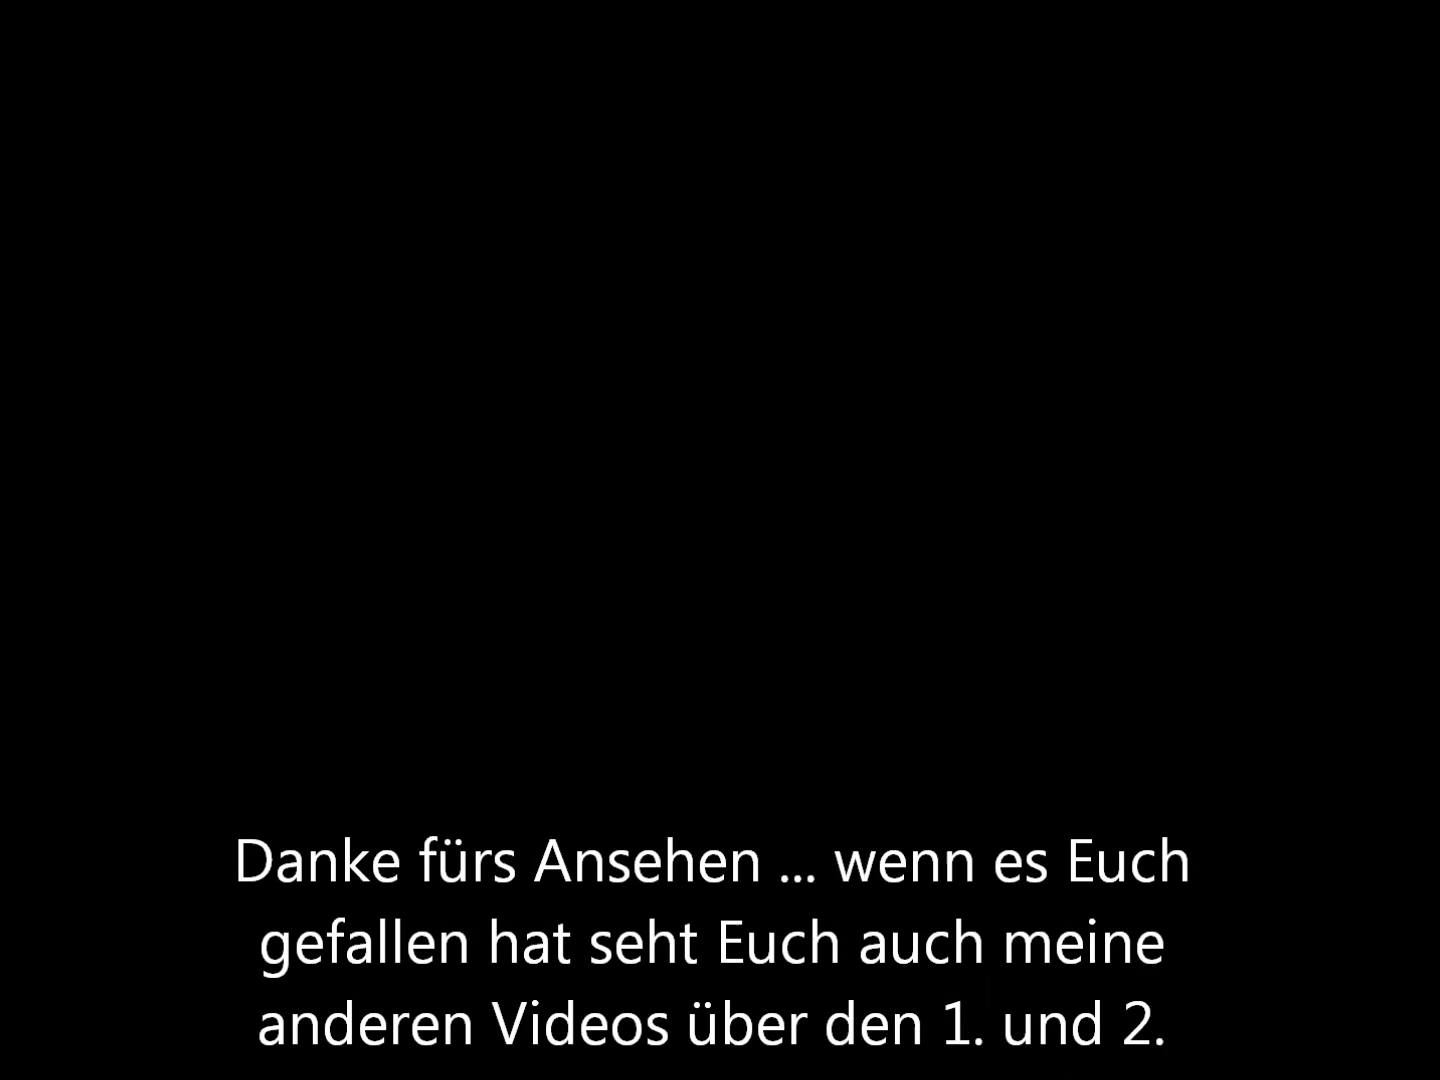 Danke fürs Ansehen ... wenn es Euch
gefallen hat seht Euch auch meine
anderen Videos über den 1. und 2.